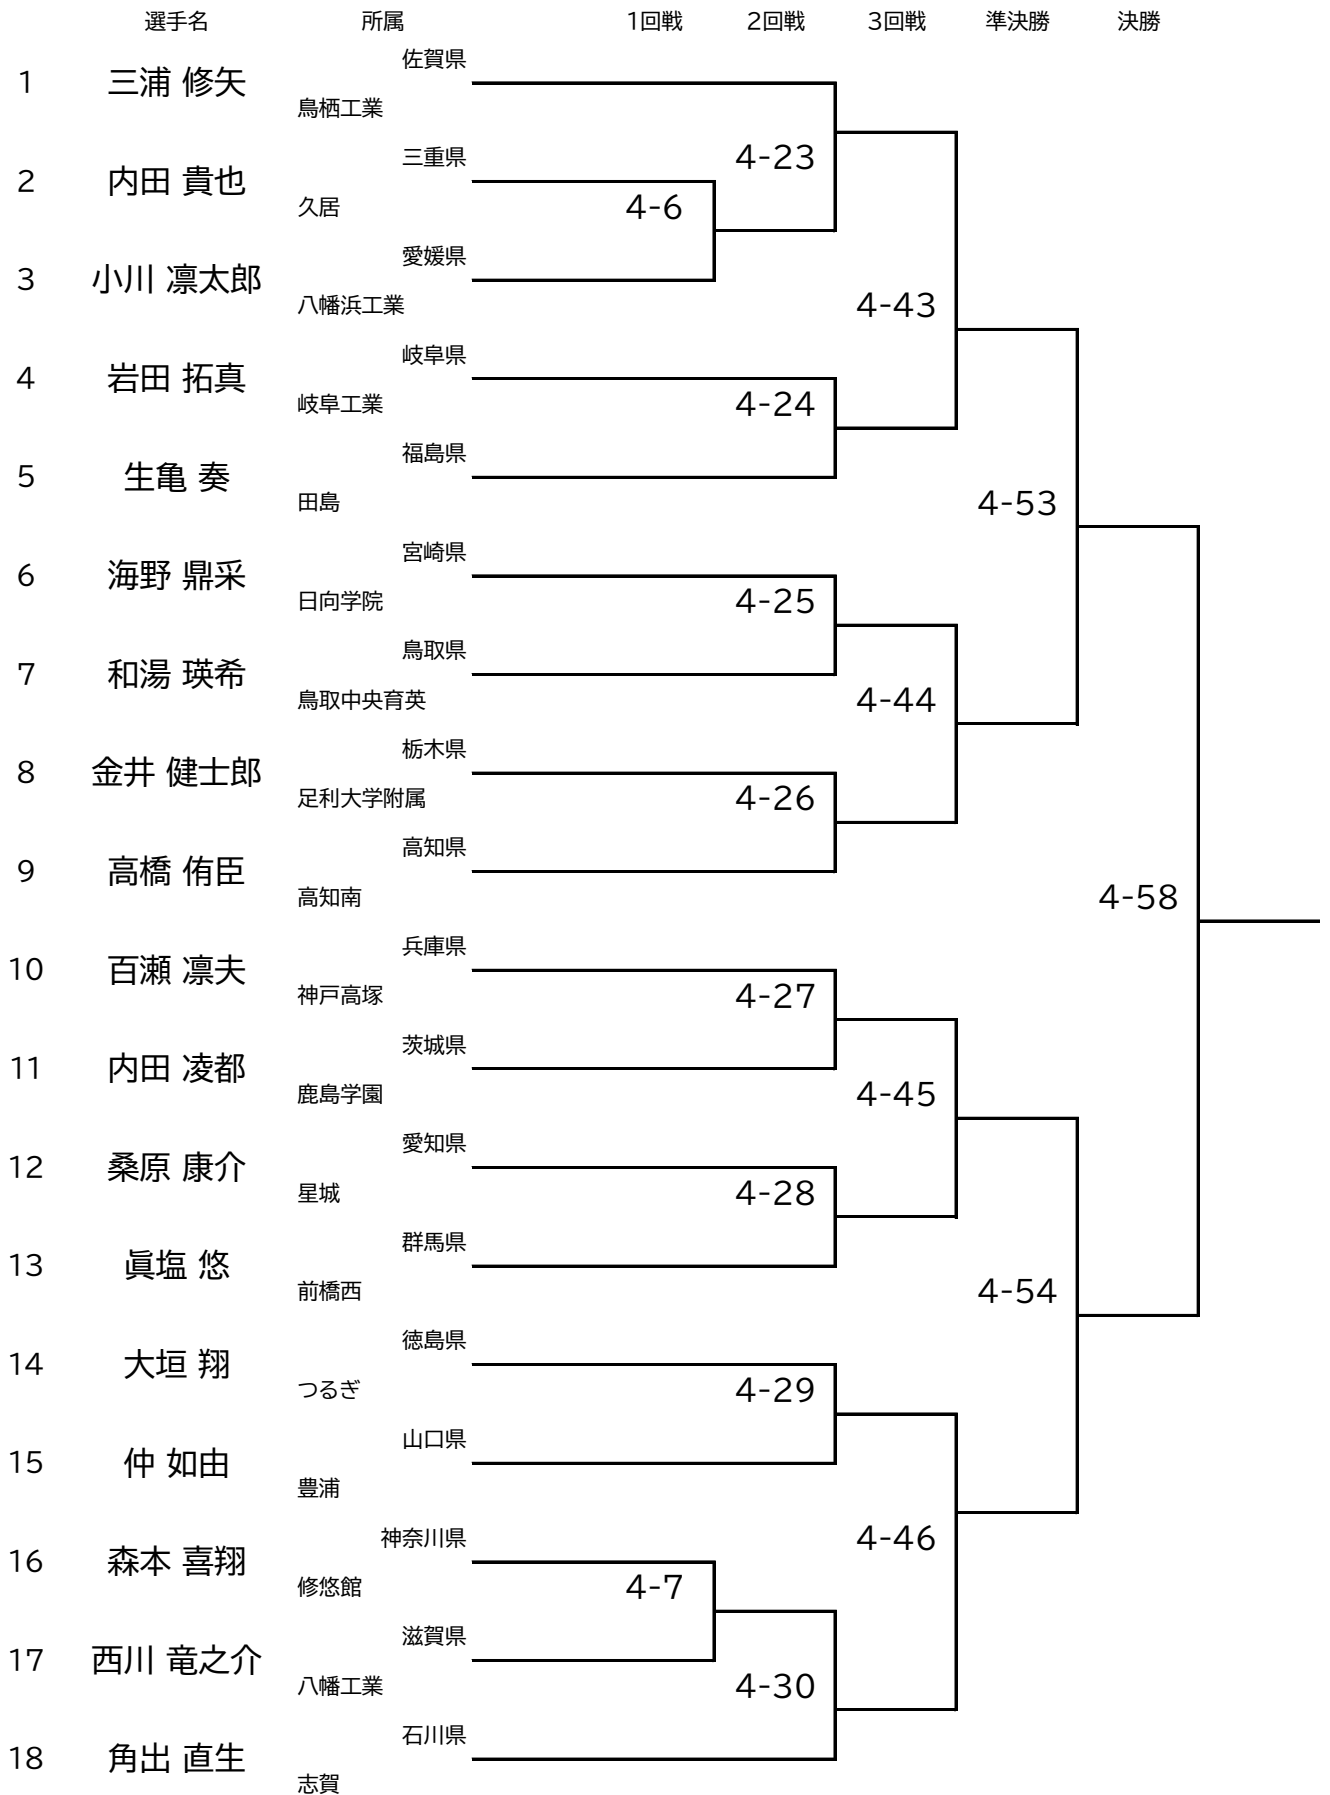 選手名 所属 1回戦 2回戦 3回戦 準決勝 決勝
佐賀県
1 三浦 修矢
鳥栖工業
三重県 4-23
2 内田 貴也
久居 4-6
愛媛県
3 小川 凛太郎
八幡浜工業 4-43
岐阜県
4 岩田 拓真
岐阜工業 4-24
福島県
5 生亀 奏
田島 4-53
宮崎県
6 海野 鼎采
日向学院 4-25
鳥取県
7 和湯 瑛希
鳥取中央育英 4-44
栃木県
8 金井 健士郎
足利大学附属 4-26
高知県
9 高橋 侑臣
高知南 4-58
兵庫県
10 百瀬 凛夫
神戸高塚 4-27
茨城県
11 内田 凌都
鹿島学園 4-45
愛知県
12 桑原 康介
星城 4-28
群馬県
13 眞塩 悠
前橋西 4-54
徳島県
14 大垣 翔
つるぎ 4-29
山口県
15 仲 如由
豊浦
神奈川県 4-46
16 森本 喜翔
修悠館 4-7
滋賀県
17 西川 竜之介
八幡工業 4-30
石川県
18 角出 直生
志賀